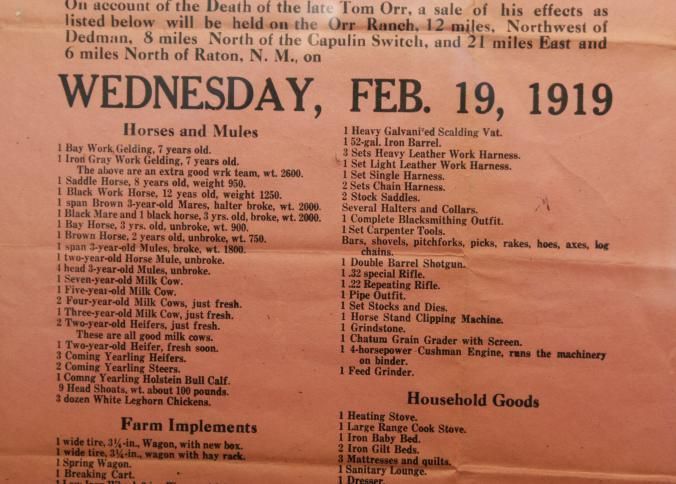 On account of the Death of the late Tom Orr, a sale of his effects as
listed below will be held on the Orr Ranch, 12 miles, Northwest of
Dedman, 8 miles North of the Capulin Switch, and 21 miles East and
6 miles North of Raton, N. M., on
WEDNESDAY, FEB. 19, 1919
Horses and Mules
1 Bay Work Gelding, 7 years old.
1 Iron Gray Work Gelding, 7 years old.
The above are an extra good wrk team, wt. 2600.
1 Saddle Horse, 8 years old, weight 950.
1 Black Work Horse, 12 yeas old, weight 1250.
1 span Brown 3-year-old Mares, halter broke, wt. 2000.
1 Black Mare and 1 black horse, 3 yrs. old, broke, wt. 2000.
1 Bay Horse, 3 yrs. old, unbroke, wt. 900.
1 Brown Horse, 2 years old, unbroke, wt. 750.
1 span 3-year-old Mules, broke, wt. 1800.
1 two-year-old Horse Mule, unbroke.
4 head 3-year-old Mules, unbroke.
1 Seven-year-old Milk Cow.
1 Five-year-old Milk Cow.
2 Four-year-old Milk Cows, just fresh.
1 Three-year-old Milk Cow, just fresh.
2 Two-year-old Heifers, just fresh.
These are all good milk cows.
1 Two-year-old Heifer, fresh soon.
3 Coming Yearling Heifers.
2 Coming Yearling Steers.
1 Comng Yearling Holstein Bull Calf.
9 Head Shoats, wt. about 100 pounds.
3 dozen White Leghorn Chickens.
Farm Implements
1 wide tire, 3¼-in., Wagon, with new box.
1 wide tire, 3¼-in., wagon with hay rack.
1 Spring Wagon.
1 Breaking Cart.
1 Heavy Galvani'ed Scalding Vat.
1 52-gal. Iron Barrel.
3 Sets Heavy Leather Work Harness.
1 Set Light Leather Work Harness.
1 Set Single Harness.
2 Sets Chain Harness.
2 Stock Saddles.
Several Halters and Collars.
1 Complete Blacksmithing Outfit.
1 Set Carpenter Tools.
Bars, shovels, pitchforks, picks, rakes, hoes, axes, log
chains.
1 Double Barrel Shotgun.
1 .32 special Rifle.
1 .22 Repeating Rifle.
1 Pipe Outfit.
1 Set Stocks and Dies.
1 Horse Stand Clipping Machine.
1 Grindstone.
1 Chatum Grain Grader with Screen.
1 4-horsepower Cushman Engine, runs the machinery
on binder.
1 Feed Grinder.
Household Goods
1 Heating Stove.
1 Large Range Cook Stove.
1 Iron Baby Bed.
2 Iron Gilt Beds.
3 Mattresses and quilts.
1 Sanitary Lounge.
1 Dresser.